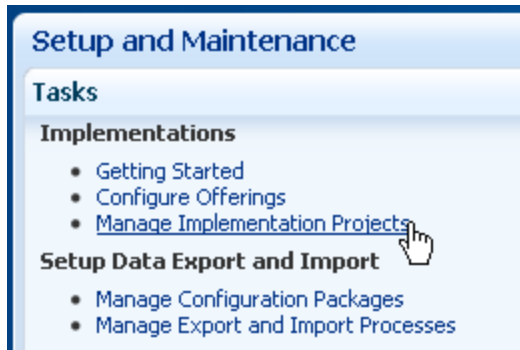 Setup and Maintenance
Tasks
Implementations
• Getting Started
• Configure Offerings
• Manage Implementation Projects
Setup Data Export and Import
• Manage Configuration Packages
• Manage Export and Import Processes